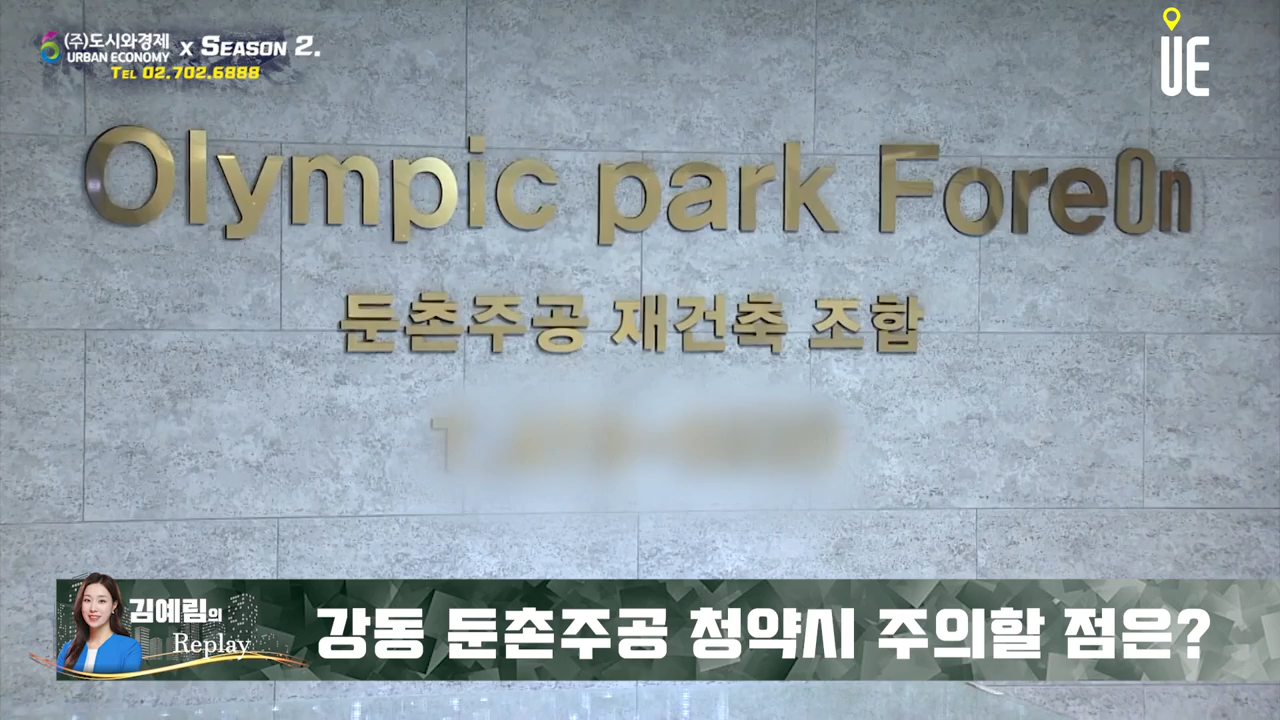 (주)도시와경제
URBAN ECONOMY x SEASON 2.
TEL 02.702.6888
UE
Olympic park ForeOn
둔촌주공 재건축 조합
김예림의
Replay
강동 둔촌주공 청약시 주의할 점은?